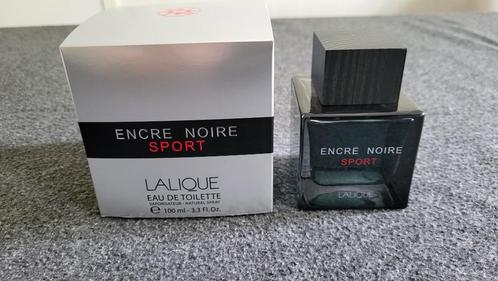 ENCRE NOIRE
SPORT
LALIQUE
EAU DE TOILETTE
VAPORISATEUR - NATURAL SPRAY
℮ 100 ml - 3.3 Fl. Oz.
ENCRE NOIRE
SPORT
LALIQUE